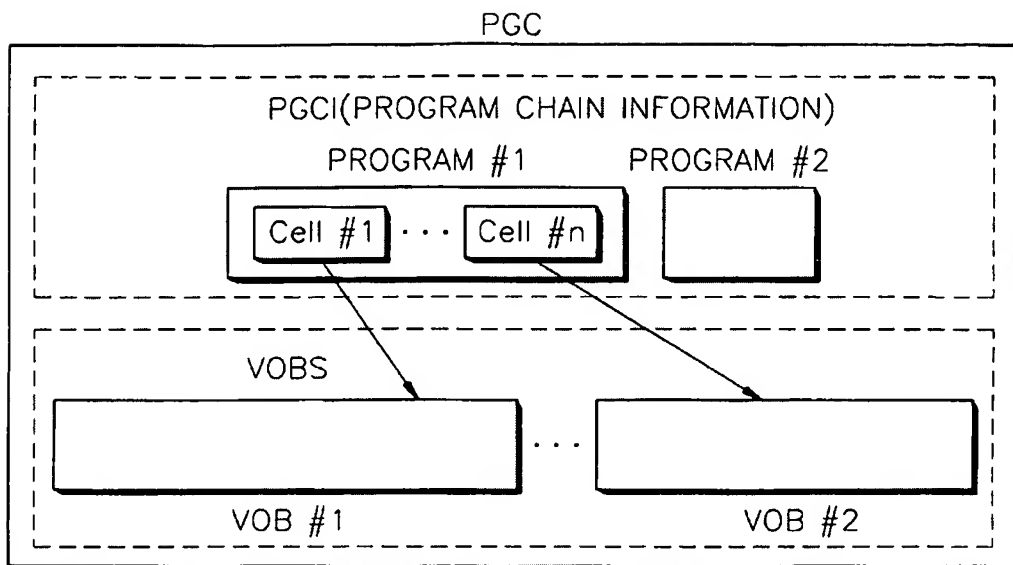 PGC
PGCI(PROGRAM CHAIN INFORMATION)
PROGRAM #1 PROGRAM #2
Cell #1 ··· Cell #n
VOBS
···
VOB #1 VOB #2